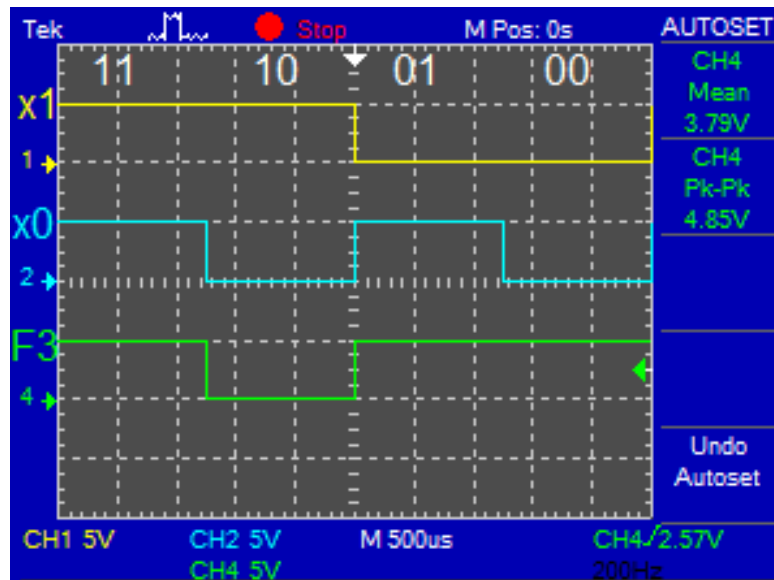 Tek Stop M Pos: 0s AUTOSET
11 10 01 00
CH4
Mean
3.79V
x1
1
CH4
Pk-Pk
4.85V
x0
2
F3
4
Undo
Autoset
CH1 5V CH2 5V M 500us CH4 2.57V
CH4 5V 200Hz